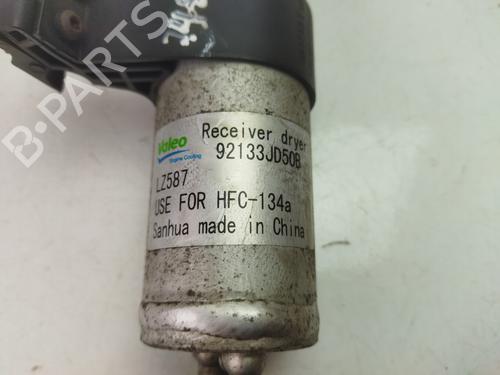 Valeo
Engine Cooling
Receiver dryer
92133JD50B
LZ587
USE FOR HFC-134a
Sanhua made in China
B-PARTS